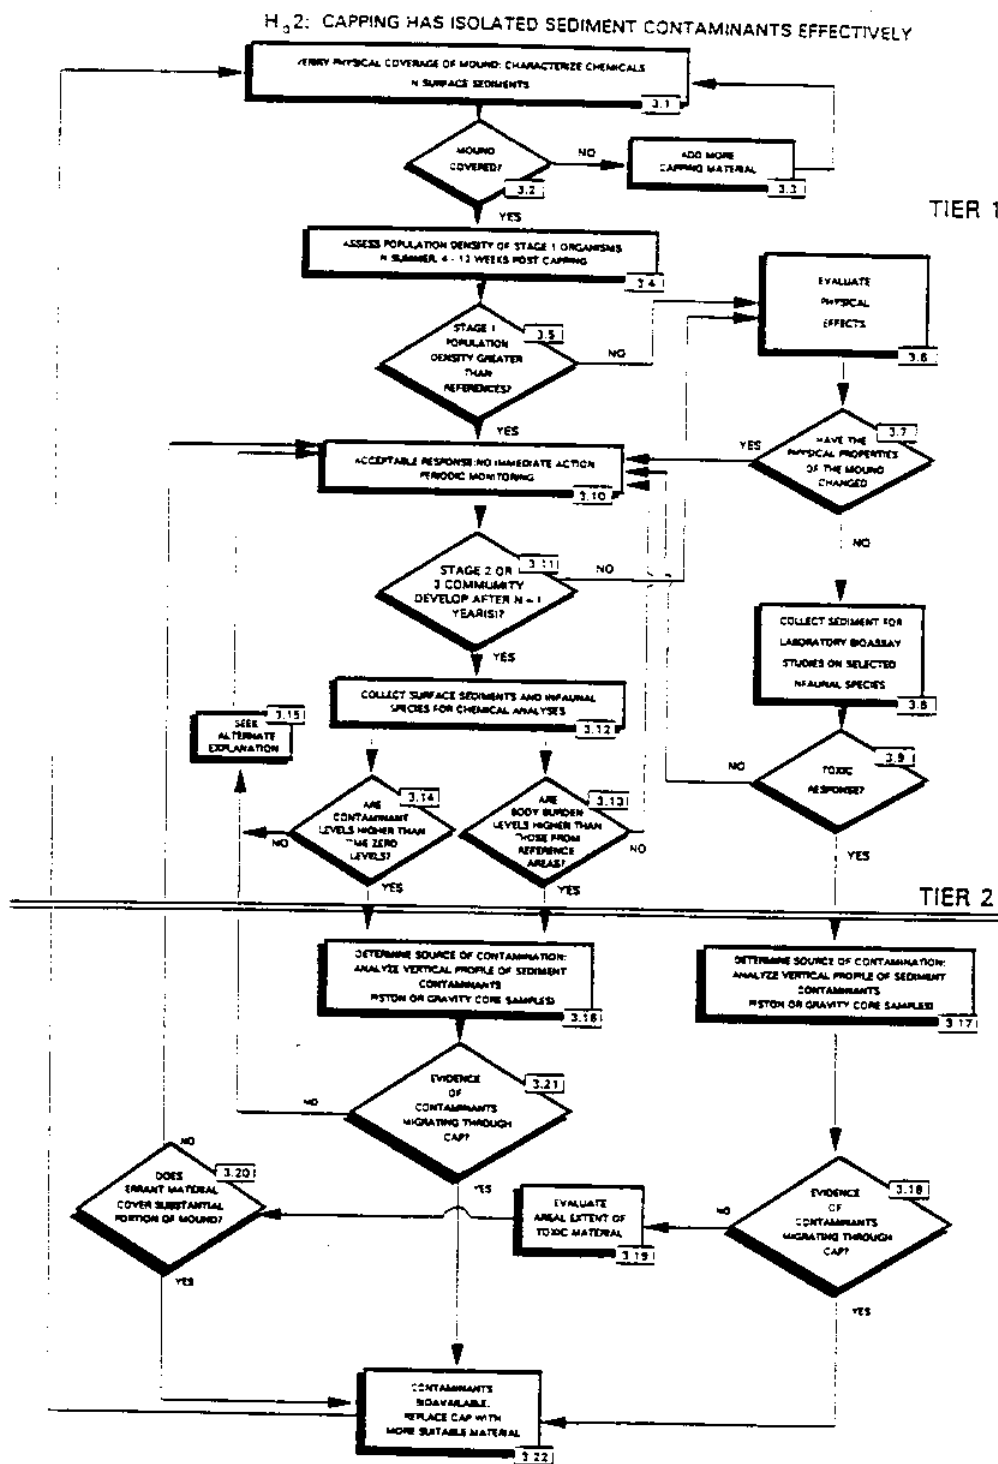 H₀2: CAPPING HAS ISOLATED SEDIMENT CONTAMINANTS EFFECTIVELY
VERIFY PHYSICAL COVERAGE OF MOUND: CHARACTERIZE CHEMICALS
IN SURFACE SEDIMENTS
3.1
MOUND
COVERED?
3.2
NO
ADD MORE
CAPPING MATERIAL
3.3
TIER 1
YES
ASSESS POPULATION DENSITY OF STAGE 1 ORGANISMS
IN SUMMER, 4 - 12 WEEKS POST CAPPING
3.4
EVALUATE
PHYSICAL
EFFECTS
3.6
STAGE 1
POPULATION
DENSITY GREATER
THAN
REFERENCES?
3.5
NO
YES
HAVE THE
PHYSICAL PROPERTIES
OF THE MOUND
CHANGED
3.7
YES
NO
ACCEPTABLE RESPONSE:NO IMMEDIATE ACTION
PERIODIC MONITORING
3.10
STAGE 2 OR
3 COMMUNITY
DEVELOP AFTER N = 1
YEAR(S)?
3.11
NO
YES
COLLECT SEDIMENT FOR
LABORATORY BIOASSAY
STUDIES ON SELECTED
INFAUNAL SPECIES
3.8
COLLECT SURFACE SEDIMENTS AND INFAUNAL
SPECIES FOR CHEMICAL ANALYSES
3.12
SEEK
ALTERNATE
EXPLANATION
3.15
TOXIC
RESPONSE?
3.9
NO
YES
ARE
CONTAMINANT
LEVELS HIGHER THAN
TIME ZERO
LEVELS?
3.14
NO
YES
ARE
BODY BURDEN
LEVELS HIGHER THAN
THOSE FROM
REFERENCE
AREAS?
3.13
NO
YES
TIER 2
DETERMINE SOURCE OF CONTAMINATION:
ANALYZE VERTICAL PROFILE OF SEDIMENT
CONTAMINANTS
PISTON OR GRAVITY CORE SAMPLES)
3.16
DETERMINE SOURCE OF CONTAMINATION:
ANALYZE VERTICAL PROFILE OF SEDIMENT
CONTAMINANTS
PISTON OR GRAVITY CORE SAMPLES)
3.17
EVIDENCE
OF
CONTAMINANTS
MIGRATING THROUGH
CAP?
3.21
NO
YES
DOES
ERRANT MATERIAL
COVER SUBSTANTIAL
PORTION OF MOUND?
3.20
NO
YES
EVALUATE
AREAL EXTENT OF
TOXIC MATERIAL
3.19
EVIDENCE
OF
CONTAMINANTS
MIGRATING THROUGH
CAP?
3.18
NO
YES
CONTAMINANTS
BIOAVAILABLE.
REPLACE CAP WITH
MORE SUITABLE MATERIAL
3.22